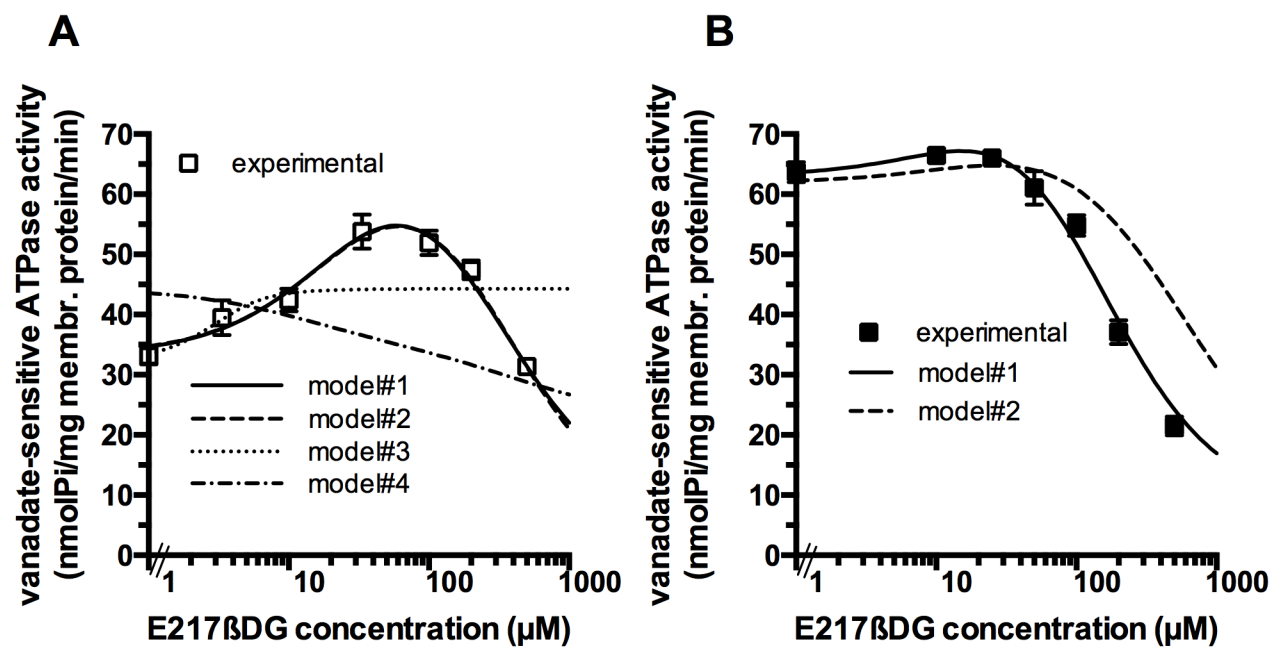 A
vanadate-sensitive ATPase activity
(nmolPi/mg membr. protein/min)
70
60
50
40
30
20
10
0
experimental
model#1
model#2
model#3
model#4
1
10
100
1000
E217ßDG concentration (µM)
B
vanadate-sensitive ATPase activity
(nmolPi/mg membr. protein/min)
70
60
50
40
30
20
10
0
experimental
model#1
model#2
1
10
100
1000
E217ßDG concentration (µM)